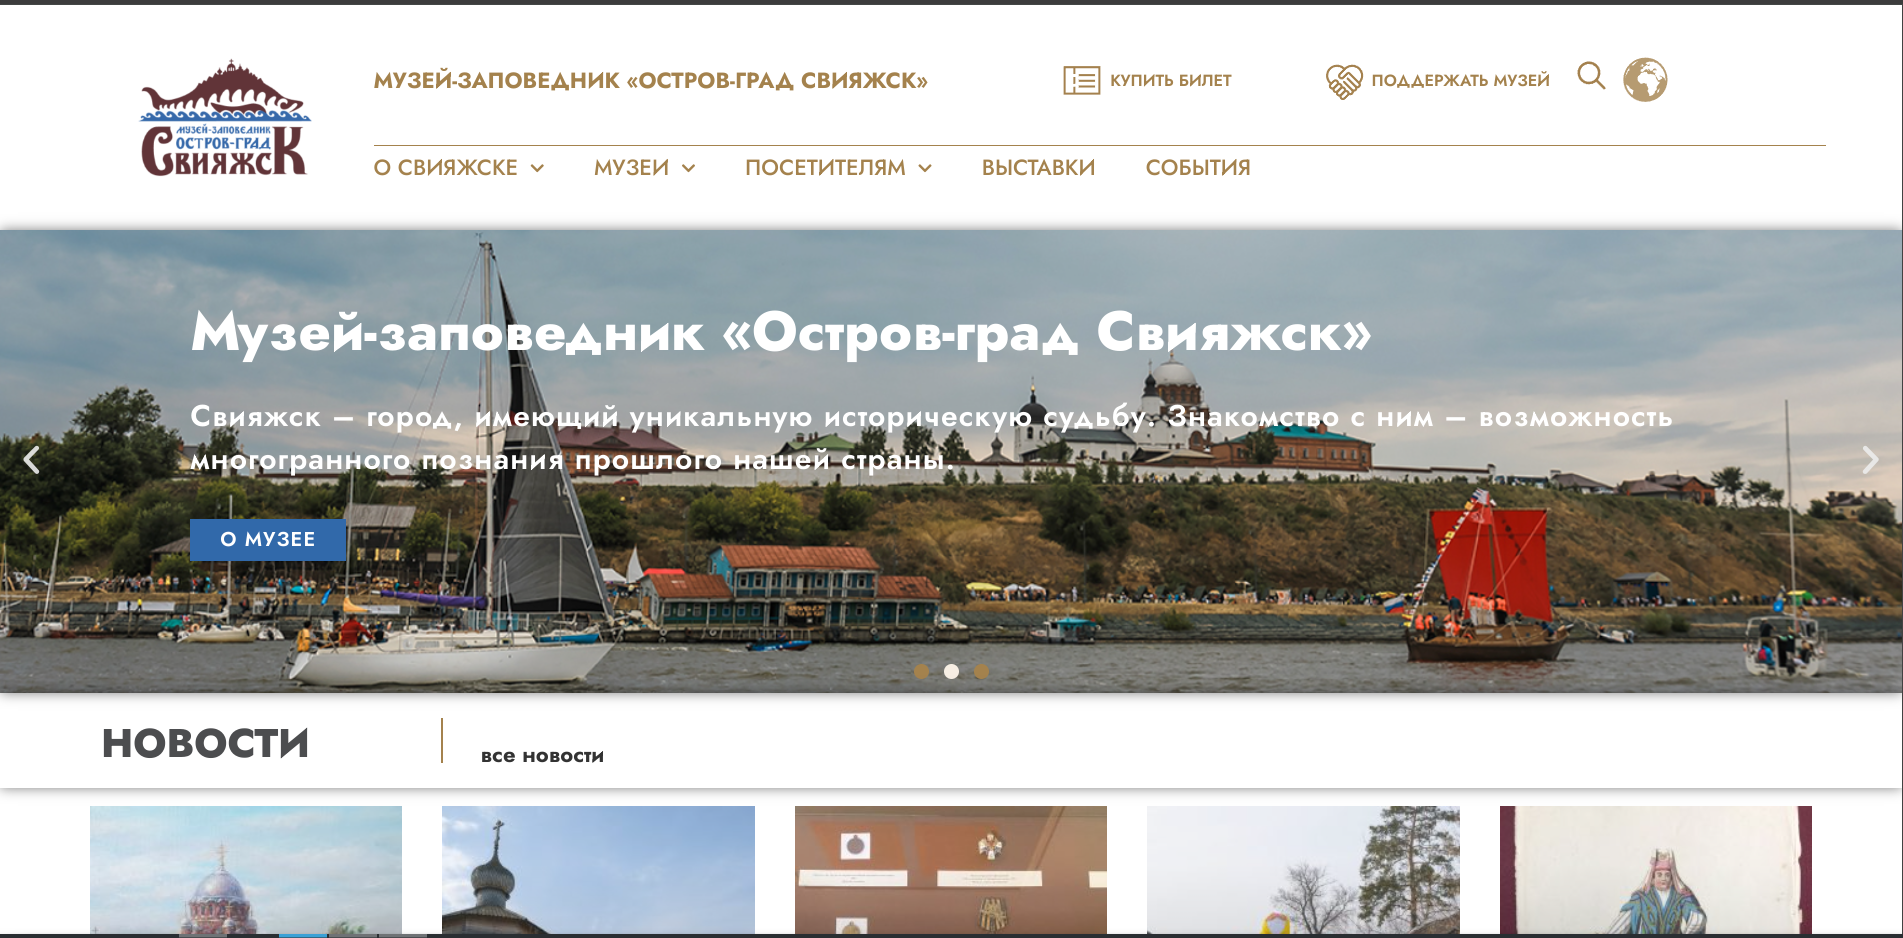 МУЗЕЙ-ЗАПОВЕДНИК
ОСТРОВ-ГРАД
СВИЯЖСК
МУЗЕЙ-ЗАПОВЕДНИК «ОСТРОВ-ГРАД СВИЯЖСК»
КУПИТЬ БИЛЕТ
ПОДДЕРЖАТЬ МУЗЕЙ
О СВИЯЖСКЕ
МУЗЕИ
ПОСЕТИТЕЛЯМ
ВЫСТАВКИ
СОБЫТИЯ
Музей-заповедник «Остров-град Свияжск»
Свияжск – город, имеющий уникальную историческую судьбу. Знакомство с ним – возможность
многогранного познания прошлого нашей страны.
О МУЗЕЕ
НОВОСТИ
все новости